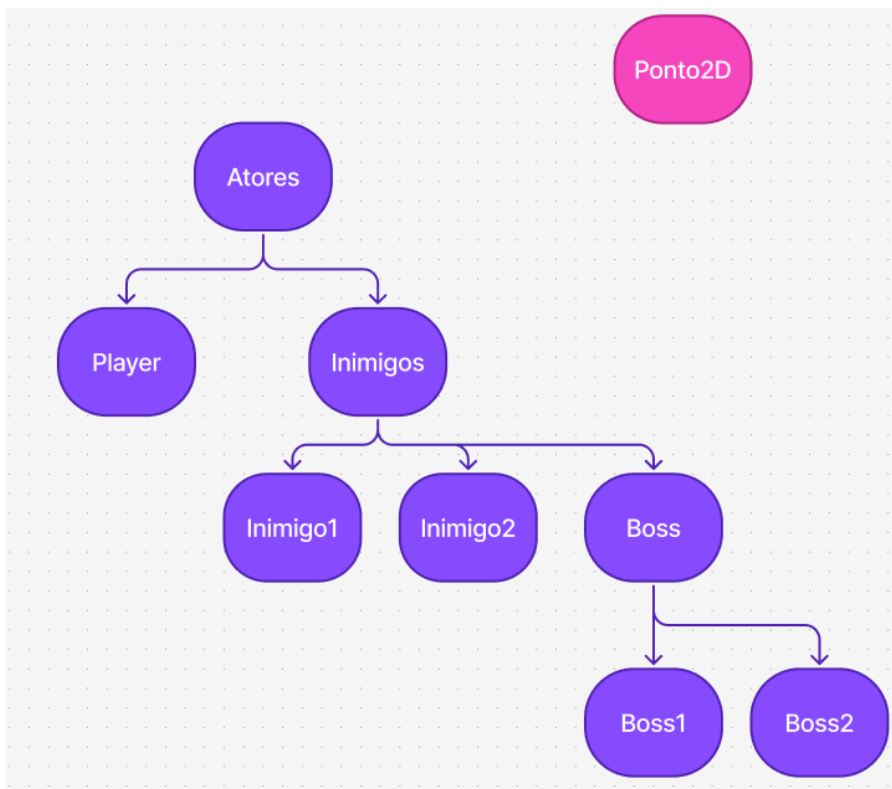 Ponto2D
Atores
Player
Inimigos
Inimigo1
Inimigo2
Boss
Boss1
Boss2